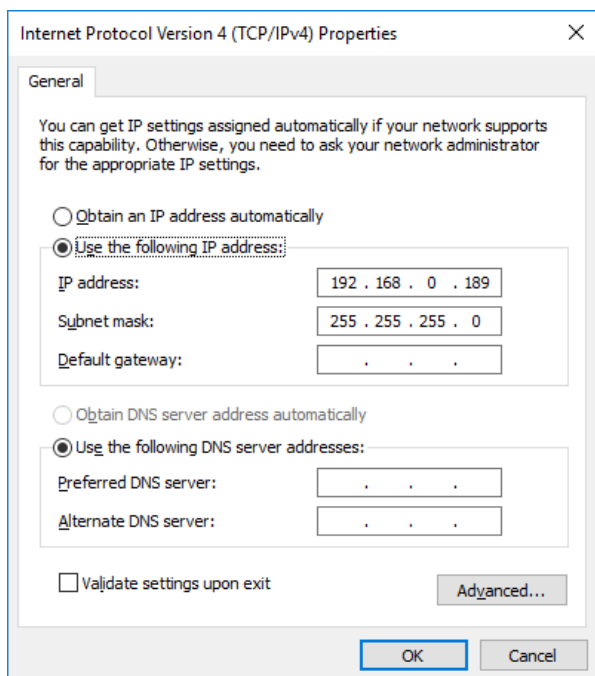 Internet Protocol Version 4 (TCP/IPv4) Properties
General
You can get IP settings assigned automatically if your network supports
this capability. Otherwise, you need to ask your network administrator
for the appropriate IP settings.
Obtain an IP address automatically
Use the following IP address:
IP address: 192 . 168 . 0 . 189
Subnet mask: 255 . 255 . 255 . 0
Default gateway: . . .
Obtain DNS server address automatically
Use the following DNS server addresses:
Preferred DNS server: . . .
Alternate DNS server: . . .
Validate settings upon exit
Advanced...
OK Cancel